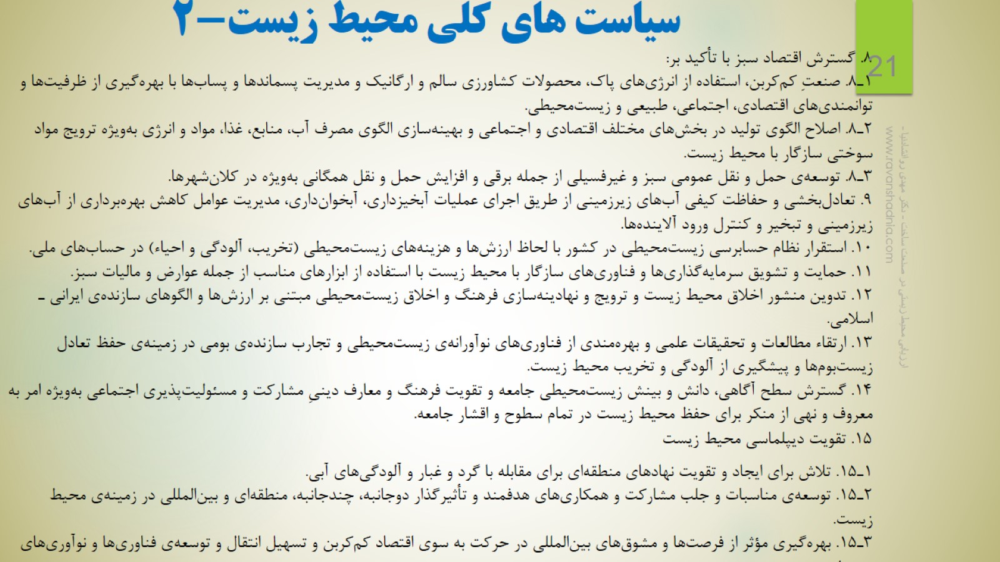 سیاست های کلی محیط زیست-۲
21
۸. گسترش اقتصاد سبز با تأکید بر:
۱ـ۸. صنعتِ کم‌کربن، استفاده از انرژی‌های پاک، محصولات کشاورزی سالم و ارگانیک و مدیریت پسماندها و پساب‌ها با بهره‌گیری از ظرفیت‌ها و
توانمندی‌های اقتصادی، اجتماعی، طبیعی و زیست‌محیطی.
۲ـ۸. اصلاح الگوی تولید در بخش‌های مختلف اقتصادی و اجتماعی و بهینه‌سازی الگوی مصرف آب، منابع، غذا، مواد و انرژی به‌ویژه ترویج مواد
سوختی سازگار با محیط زیست.
۳ـ۸. توسعه‌ی حمل و نقل عمومی سبز و غیرفسیلی از جمله برقی و افزایش حمل و نقل همگانی به‌ویژه در کلان‌شهرها.
۹. تعادل‌بخشی و حفاظت کیفی آب‌های زیرزمینی از طریق اجرای عملیات آبخیزداری، آبخوان‌داری، مدیریت عوامل کاهش بهره‌برداری از آب‌های
زیرزمینی و تبخیر و کنترل ورود آلاینده‌ها.
۱۰. استقرار نظام حسابرسی زیست‌محیطی در کشور با لحاظ ارزش‌ها و هزینه‌های زیست‌محیطی (تخریب، آلودگی و احیاء) در حساب‌های ملی.
۱۱. حمایت و تشویق سرمایه‌گذاری‌ها و فناوری‌های سازگار با محیط زیست با استفاده از ابزارهای مناسب از جمله عوارض و مالیات سبز.
۱۲. تدوین منشور اخلاق محیط زیست و ترویج و نهادینه‌سازی فرهنگ و اخلاق زیست‌محیطی مبتنی بر ارزش‌ها و الگوهای سازنده‌ی ایرانی ـ
اسلامی.
۱۳. ارتقاء مطالعات و تحقیقات علمی و بهره‌مندی از فناوری‌های نوآورانه‌ی زیست‌محیطی و تجارب سازنده‌ی بومی در زمینه‌ی حفظ تعادل
زیست‌بوم‌ها و پیشگیری از آلودگی و تخریب محیط زیست.
۱۴. گسترش سطح آگاهی، دانش و بینش زیست‌محیطی جامعه و تقویت فرهنگ و معارف دینیِ مشارکت و مسئولیت‌پذیری اجتماعی به‌ویژه امر به
معروف و نهی از منکر برای حفظ محیط زیست در تمام سطوح و اقشار جامعه.
۱۵. تقویت دیپلماسی محیط زیست
۱ـ۱۵. تلاش برای ایجاد و تقویت نهادهای منطقه‌ای برای مقابله با گرد و غبار و آلودگی‌های آبی.
۲ـ۱۵. توسعه‌ی مناسبات و جلب مشارکت و همکاری‌های هدفمند و تأثیرگذار دوجانبه، چندجانبه، منطقه‌ای و بین‌المللی در زمینه‌ی محیط
زیست.
۳ـ۱۵. بهره‌گیری مؤثر از فرصت‌ها و مشوق‌های بین‌المللی در حرکت به سوی اقتصاد کم‌کربن و تسهیل انتقال و توسعه‌ی فناوری‌ها و نوآوری‌های
ارزیابی محیط زیستی در صنعت ساخت - دکتر مهدی روانشادنیا -
www.ravanshadnia.com